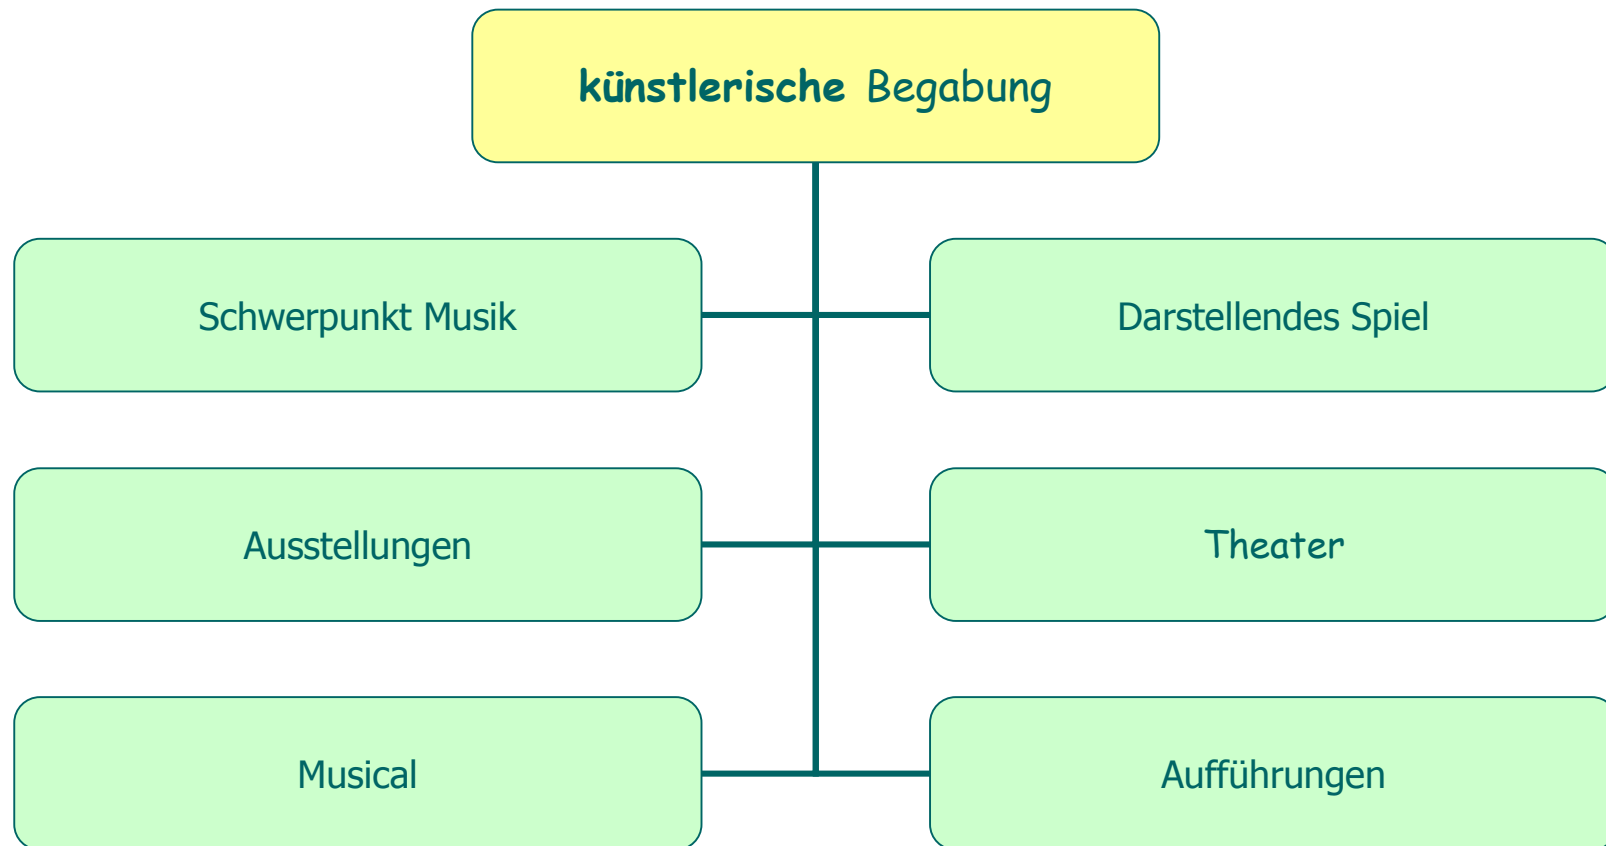 künstlerische Begabung
Schwerpunkt Musik
Darstellendes Spiel
Ausstellungen
Theater
Musical
Aufführungen